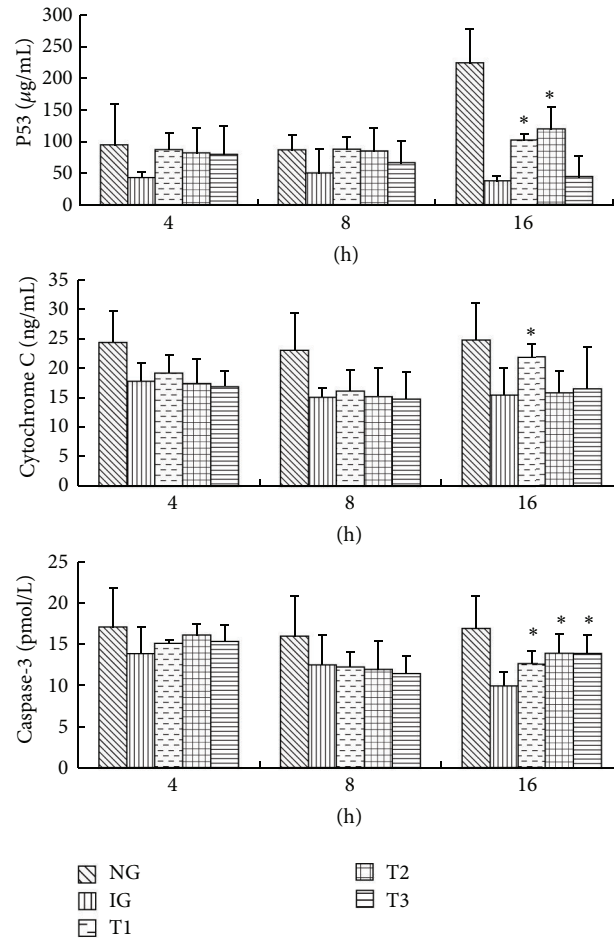 300
250
200
150
100
50
0
P53 (µg/mL)
* *
4 8 16
(h)
35
30
25
20
15
10
5
0
Cytochrome C (ng/mL)
*
4 8 16
(h)
25
20
15
10
5
0
Caspase-3 (pmol/L)
* * *
4 8 16
(h)
NG
IG
T1
T2
T3